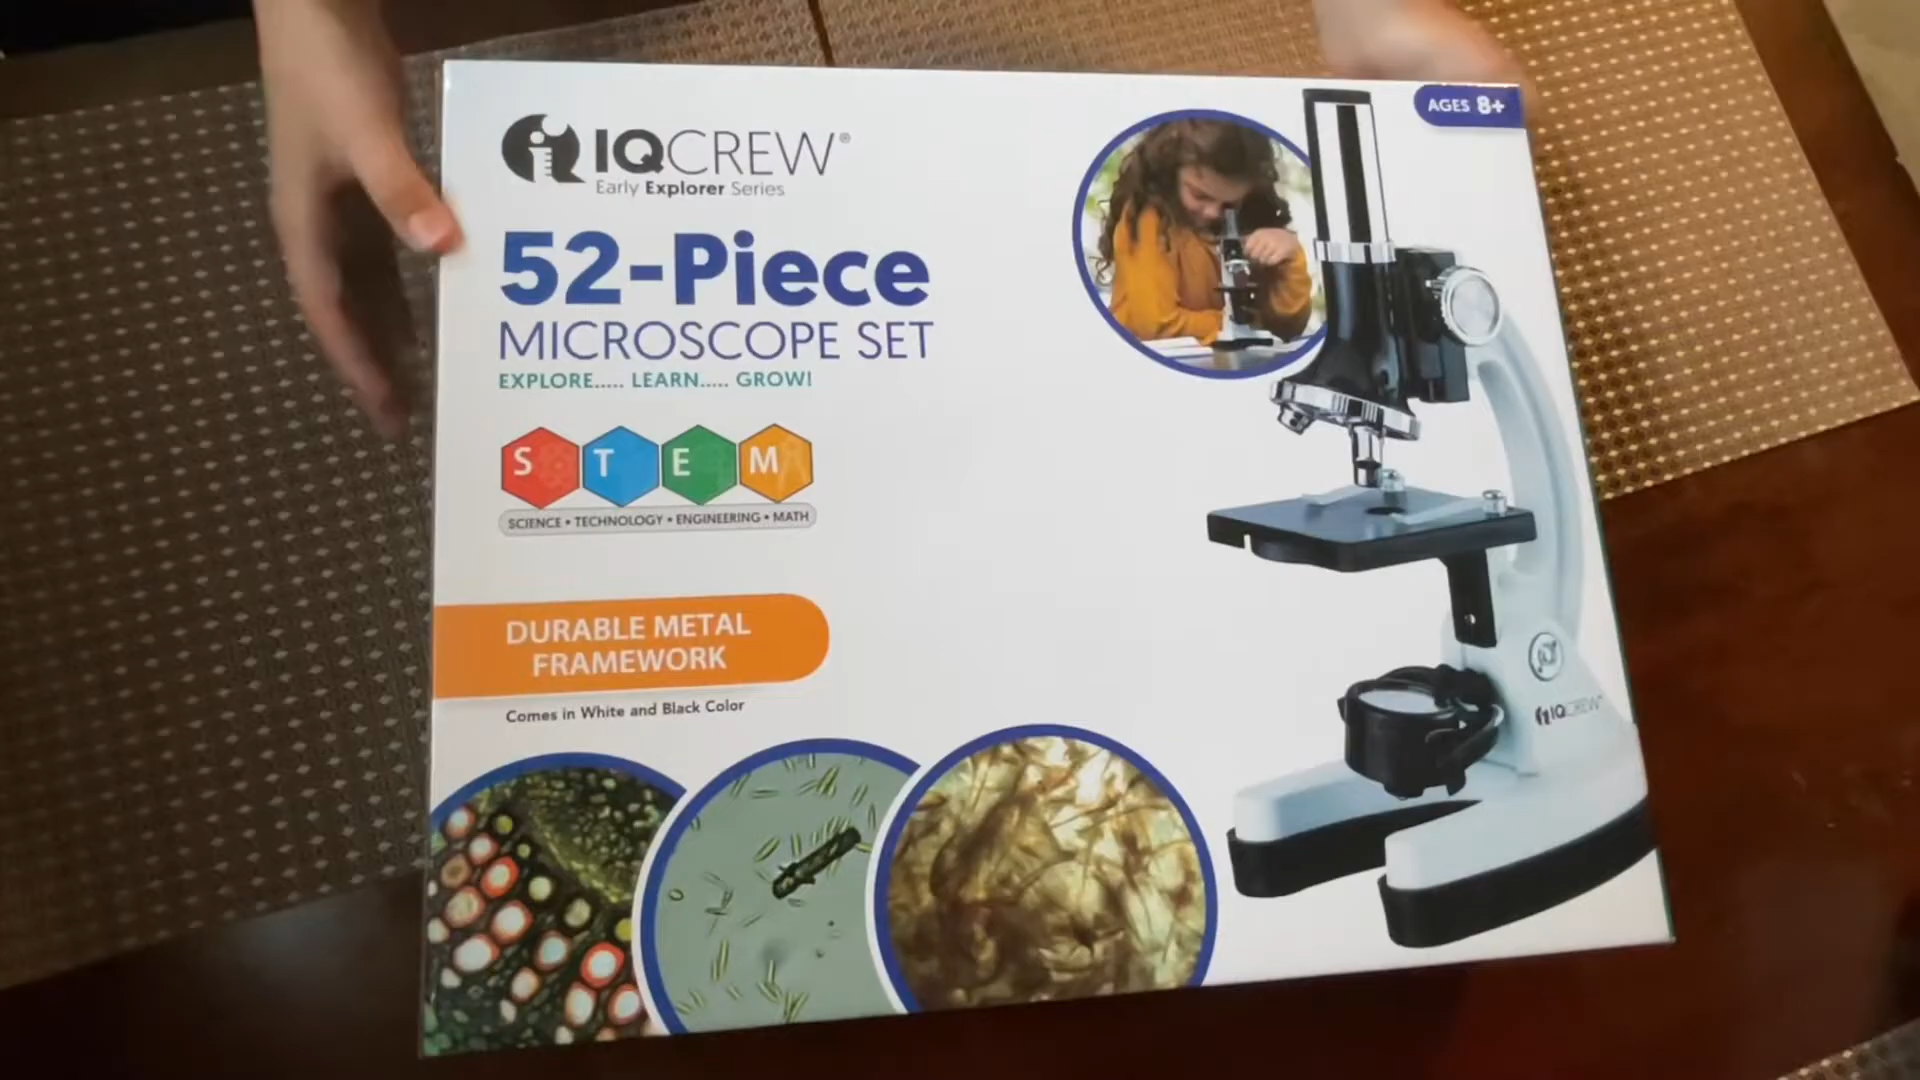 IQCREW®
Early Explorer Series
AGES 8+
52-Piece
MICROSCOPE SET
EXPLORE..... LEARN..... GROW!
S T E M
SCIENCE • TECHNOLOGY • ENGINEERING • MATH
DURABLE METAL
FRAMEWORK
Comes in White and Black Color
IQCREW